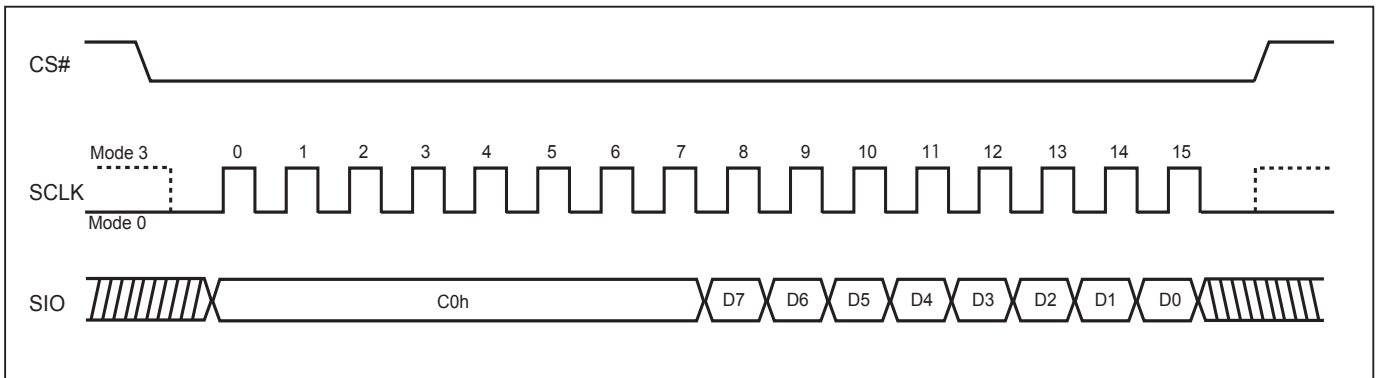 CS#
Mode 3 0 1 2 3 4 5 6 7 8 9 10 11 12 13 14 15
SCLK
Mode 0
SIO C0h D7 D6 D5 D4 D3 D2 D1 D0